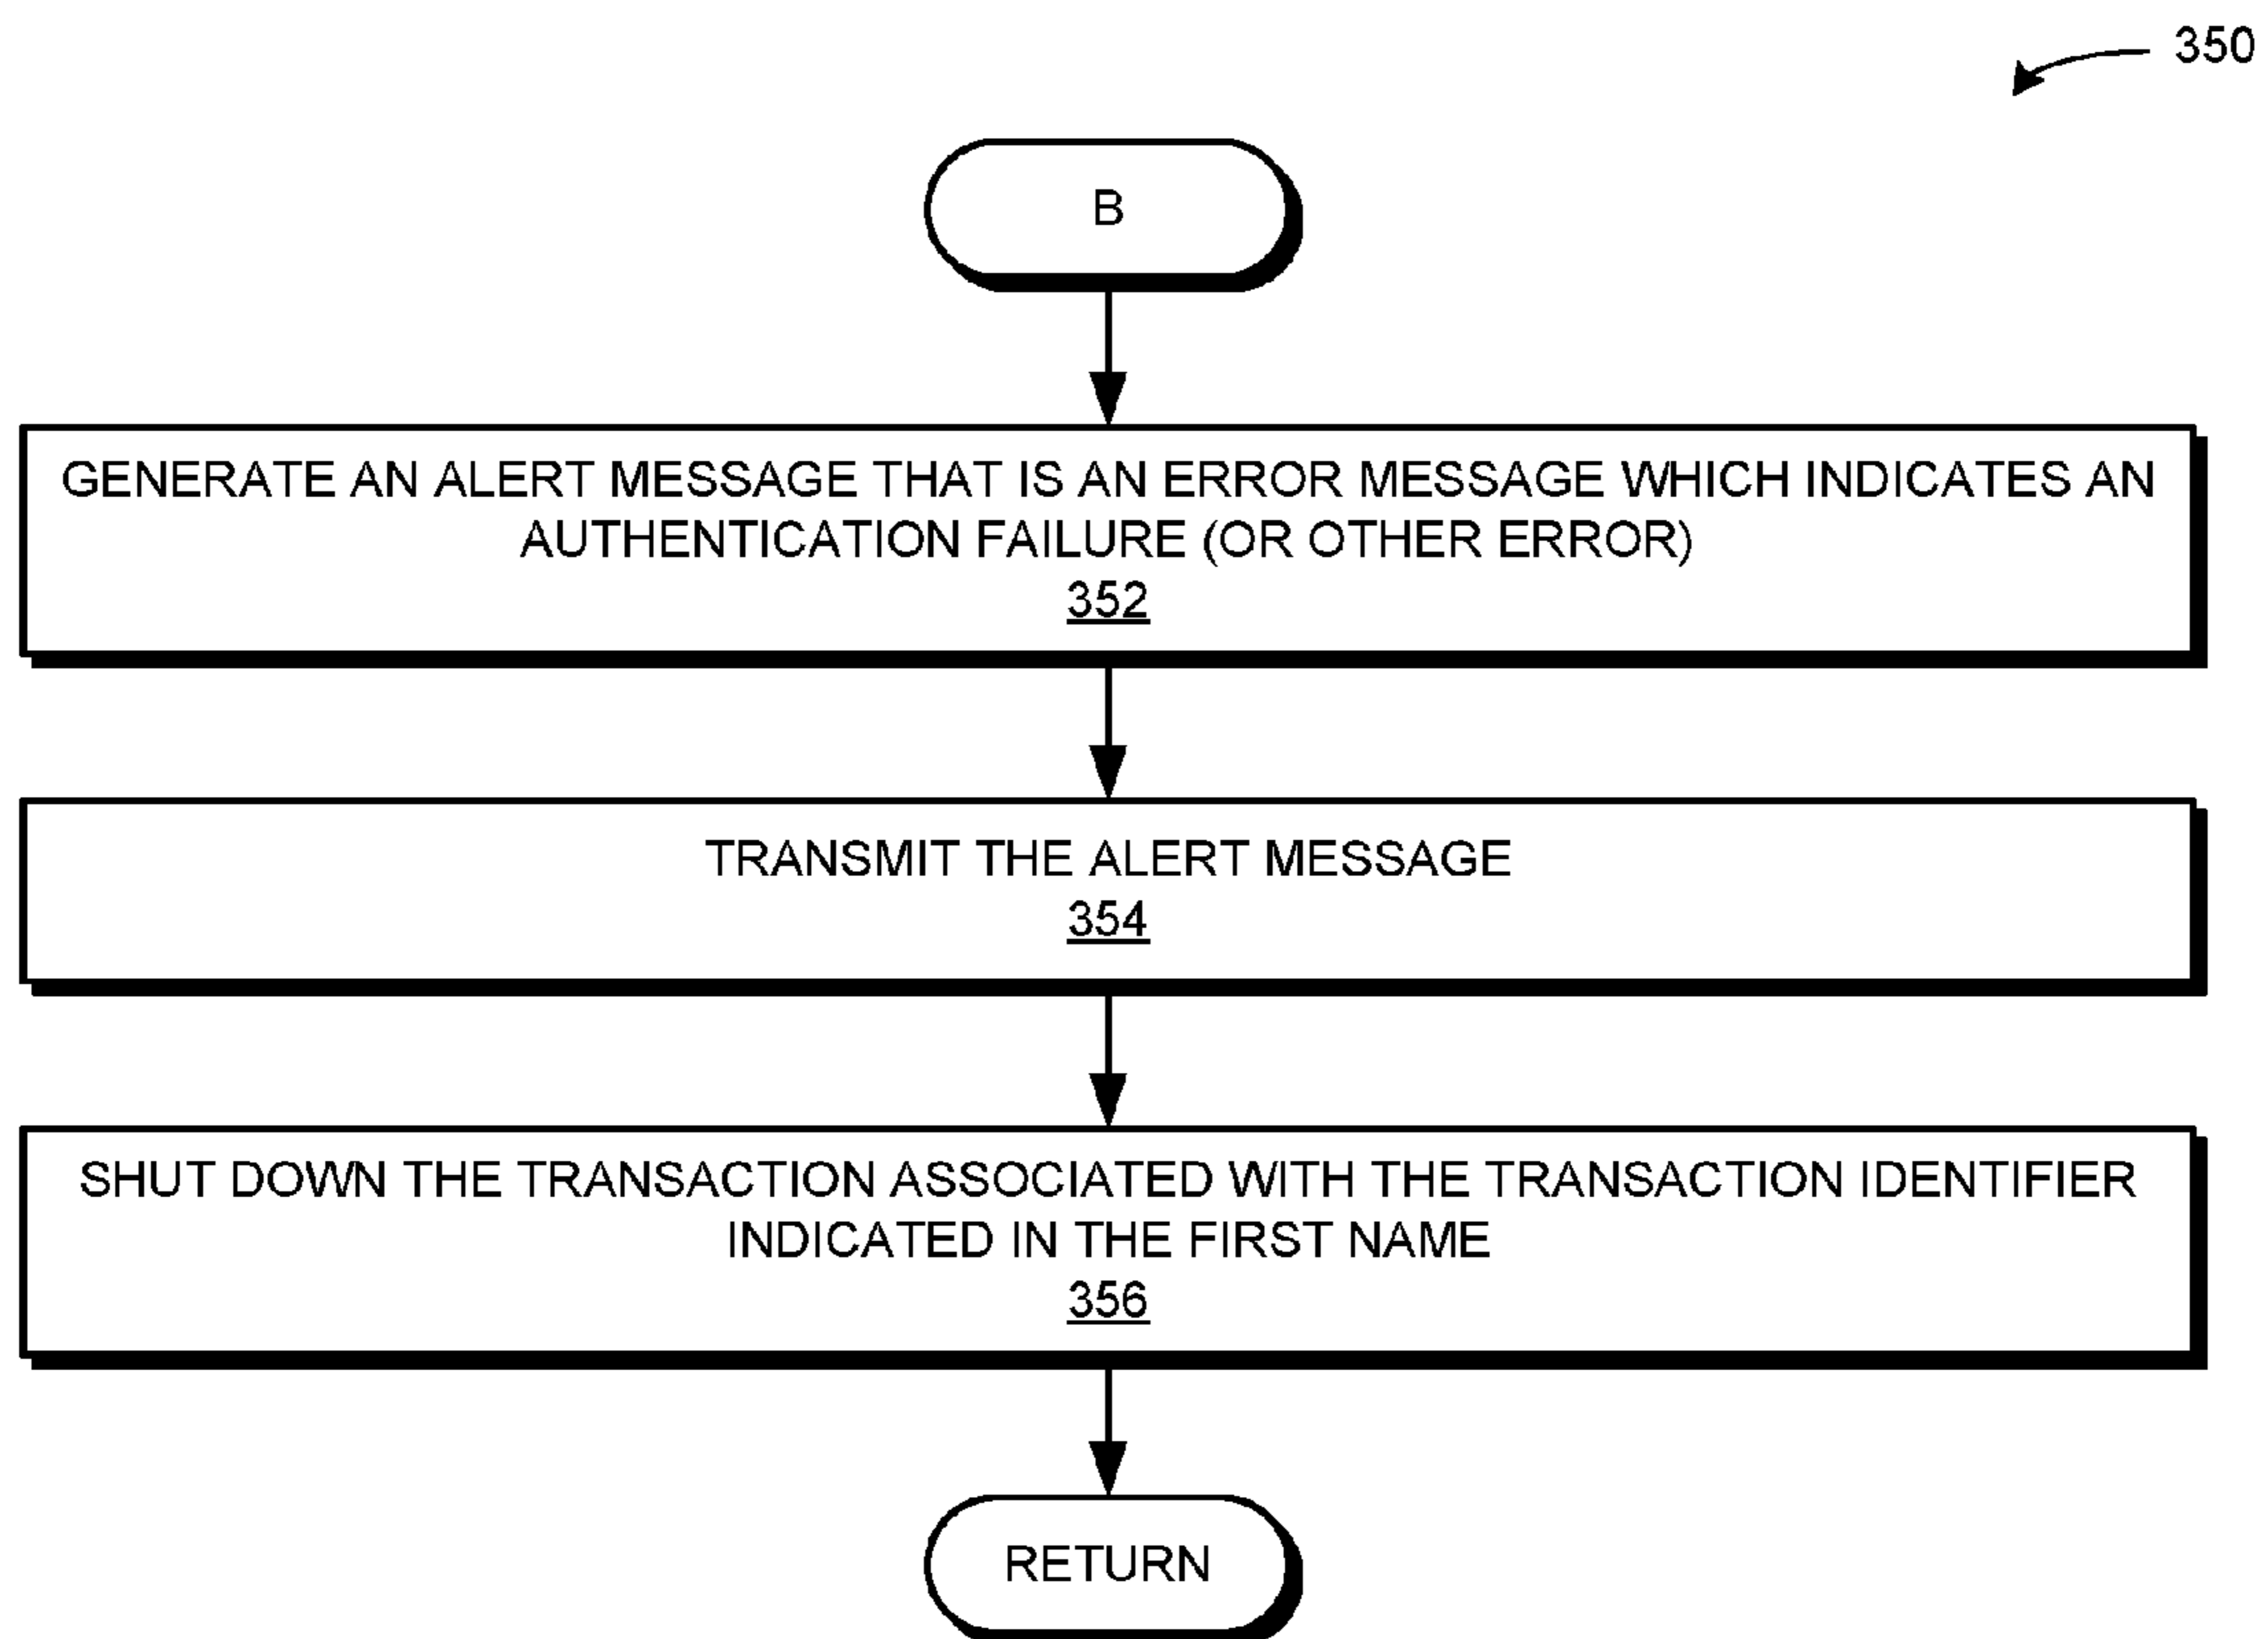 350
B
GENERATE AN ALERT MESSAGE THAT IS AN ERROR MESSAGE WHICH INDICATES AN
AUTHENTICATION FAILURE (OR OTHER ERROR)
352
TRANSMIT THE ALERT MESSAGE
354
SHUT DOWN THE TRANSACTION ASSOCIATED WITH THE TRANSACTION IDENTIFIER
INDICATED IN THE FIRST NAME
356
RETURN